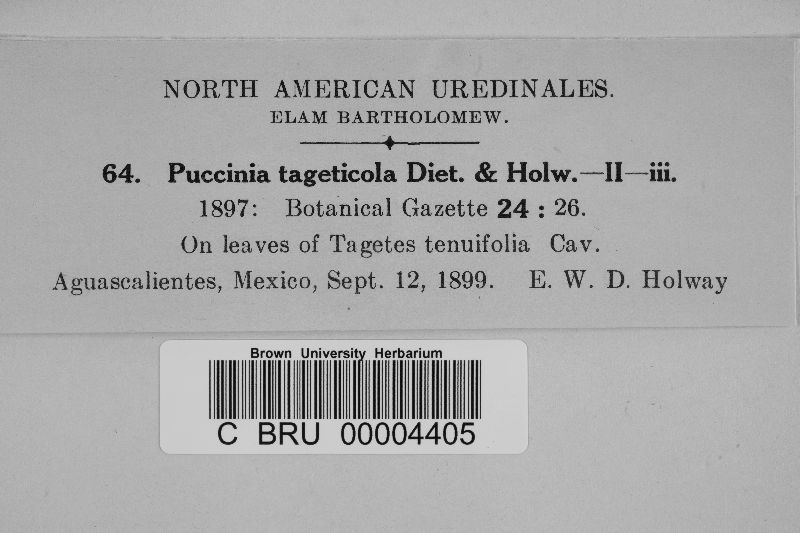 NORTH AMERICAN UREDINALES.
ELAM BARTHOLOMEW.
64. Puccinia tageticola Diet. & Holw.—II—iii.
1897: Botanical Gazette 24 : 26.
On leaves of Tagetes tenuifolia Cav.
Aguascalientes, Mexico, Sept. 12, 1899. E. W. D. Holway
Brown University Herbarium
C BRU 00004405